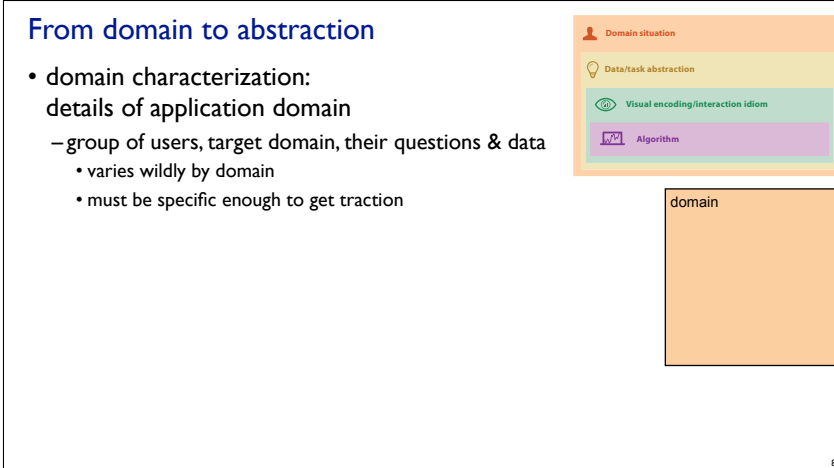 From domain to abstraction
• domain characterization:
details of application domain
– group of users, target domain, their questions & data
• varies wildly by domain
• must be specific enough to get traction
Domain situation
Data/task abstraction
Visual encoding/interaction idiom
Algorithm
domain